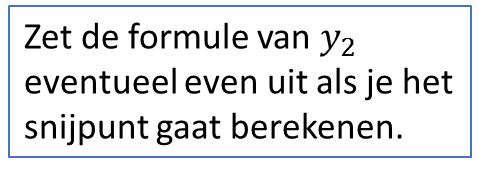 Zet de formule van y₂
eventueel even uit als je het
snijpunt gaat berekenen.